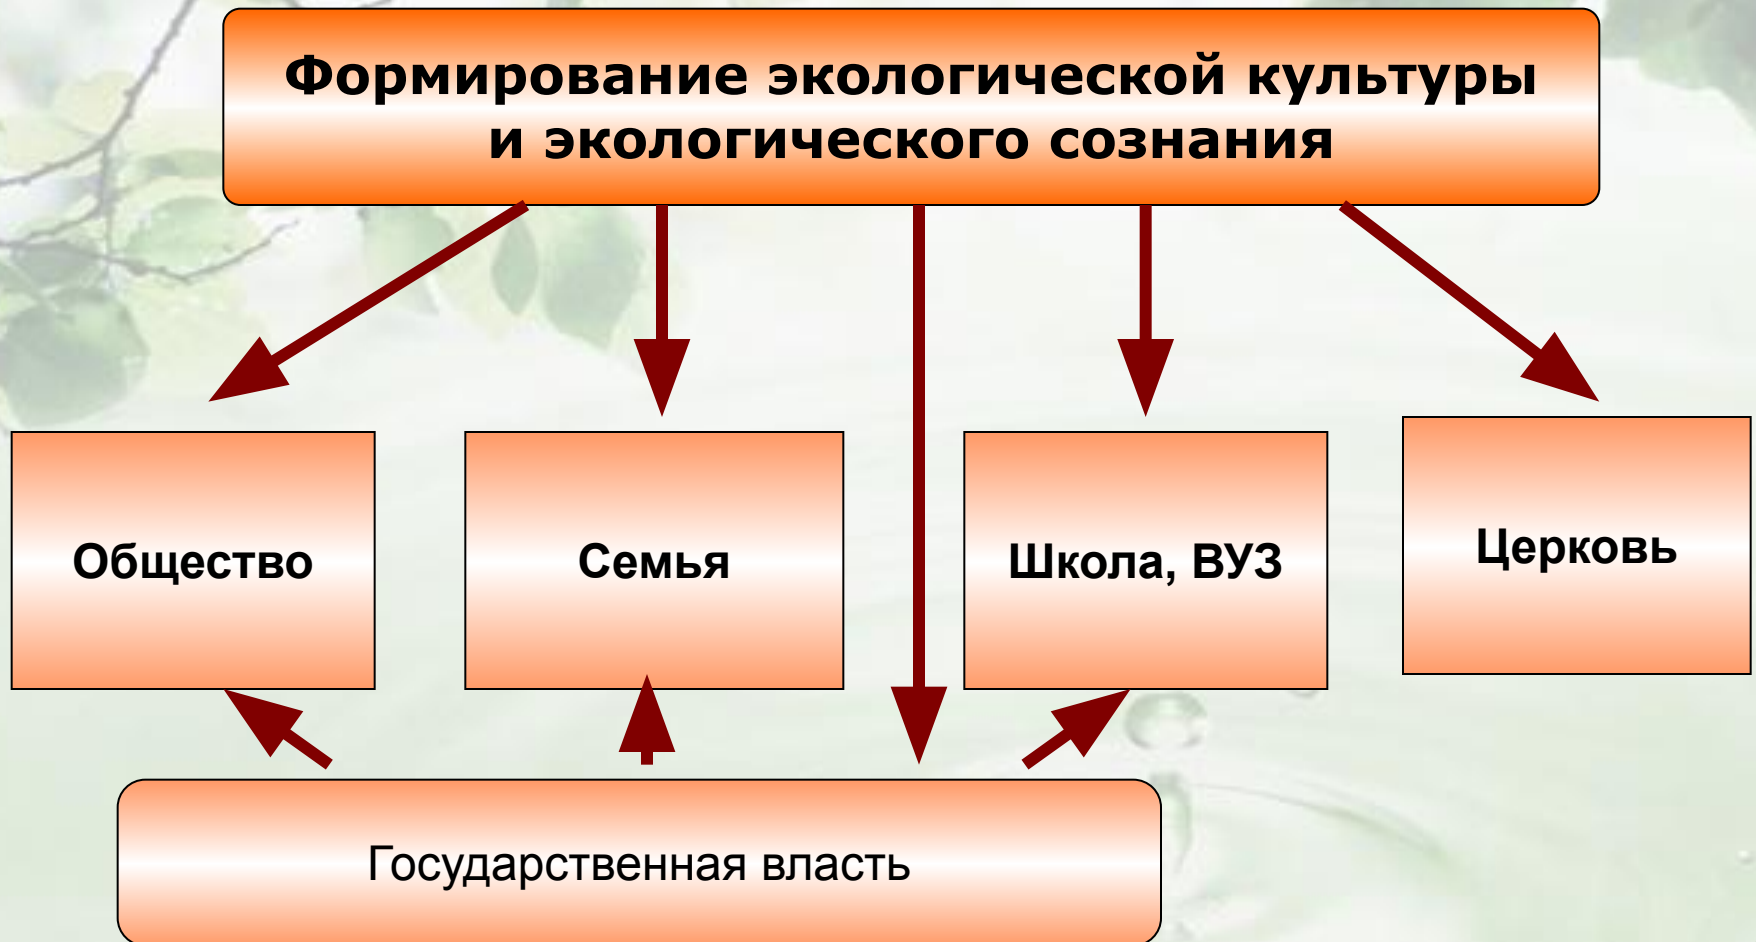 Формирование экологической культуры
и экологического сознания
Общество
Семья
Школа, ВУЗ
Церковь
Государственная власть